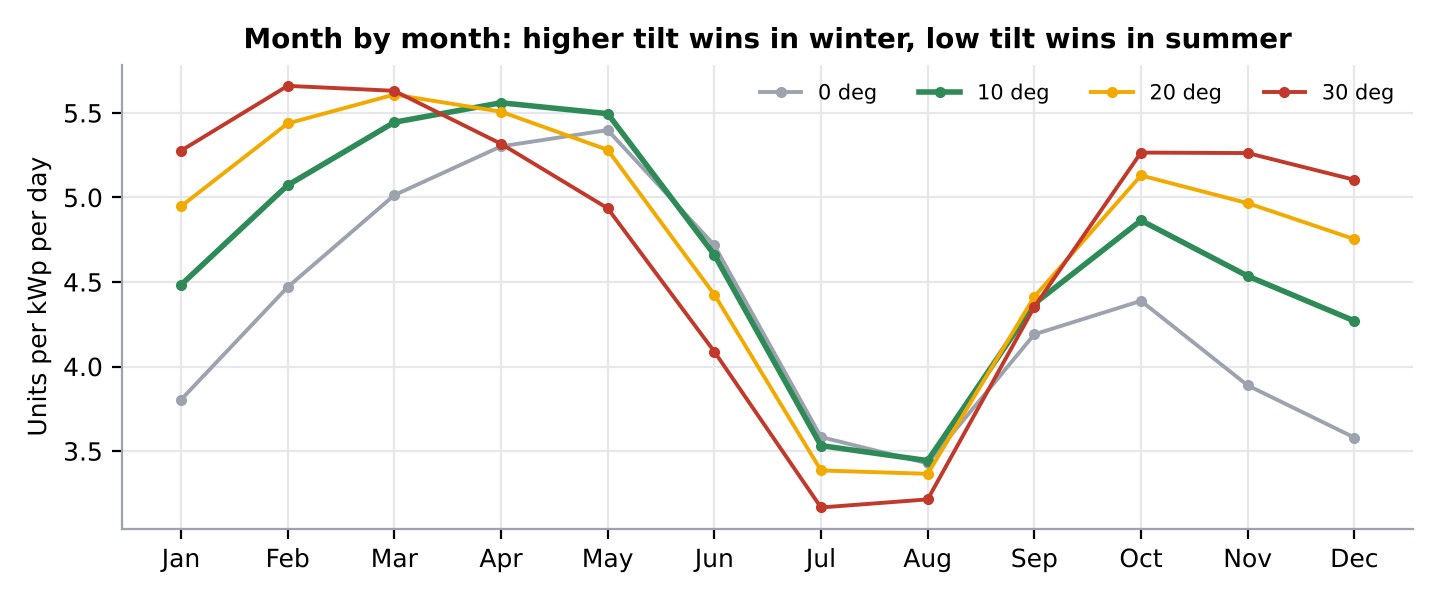 Month by month: higher tilt wins in winter, low tilt wins in summer
0 deg 10 deg 20 deg 30 deg
Units per kWp per day
5.5
5.0
4.5
4.0
3.5
Jan Feb Mar Apr May Jun Jul Aug Sep Oct Nov Dec